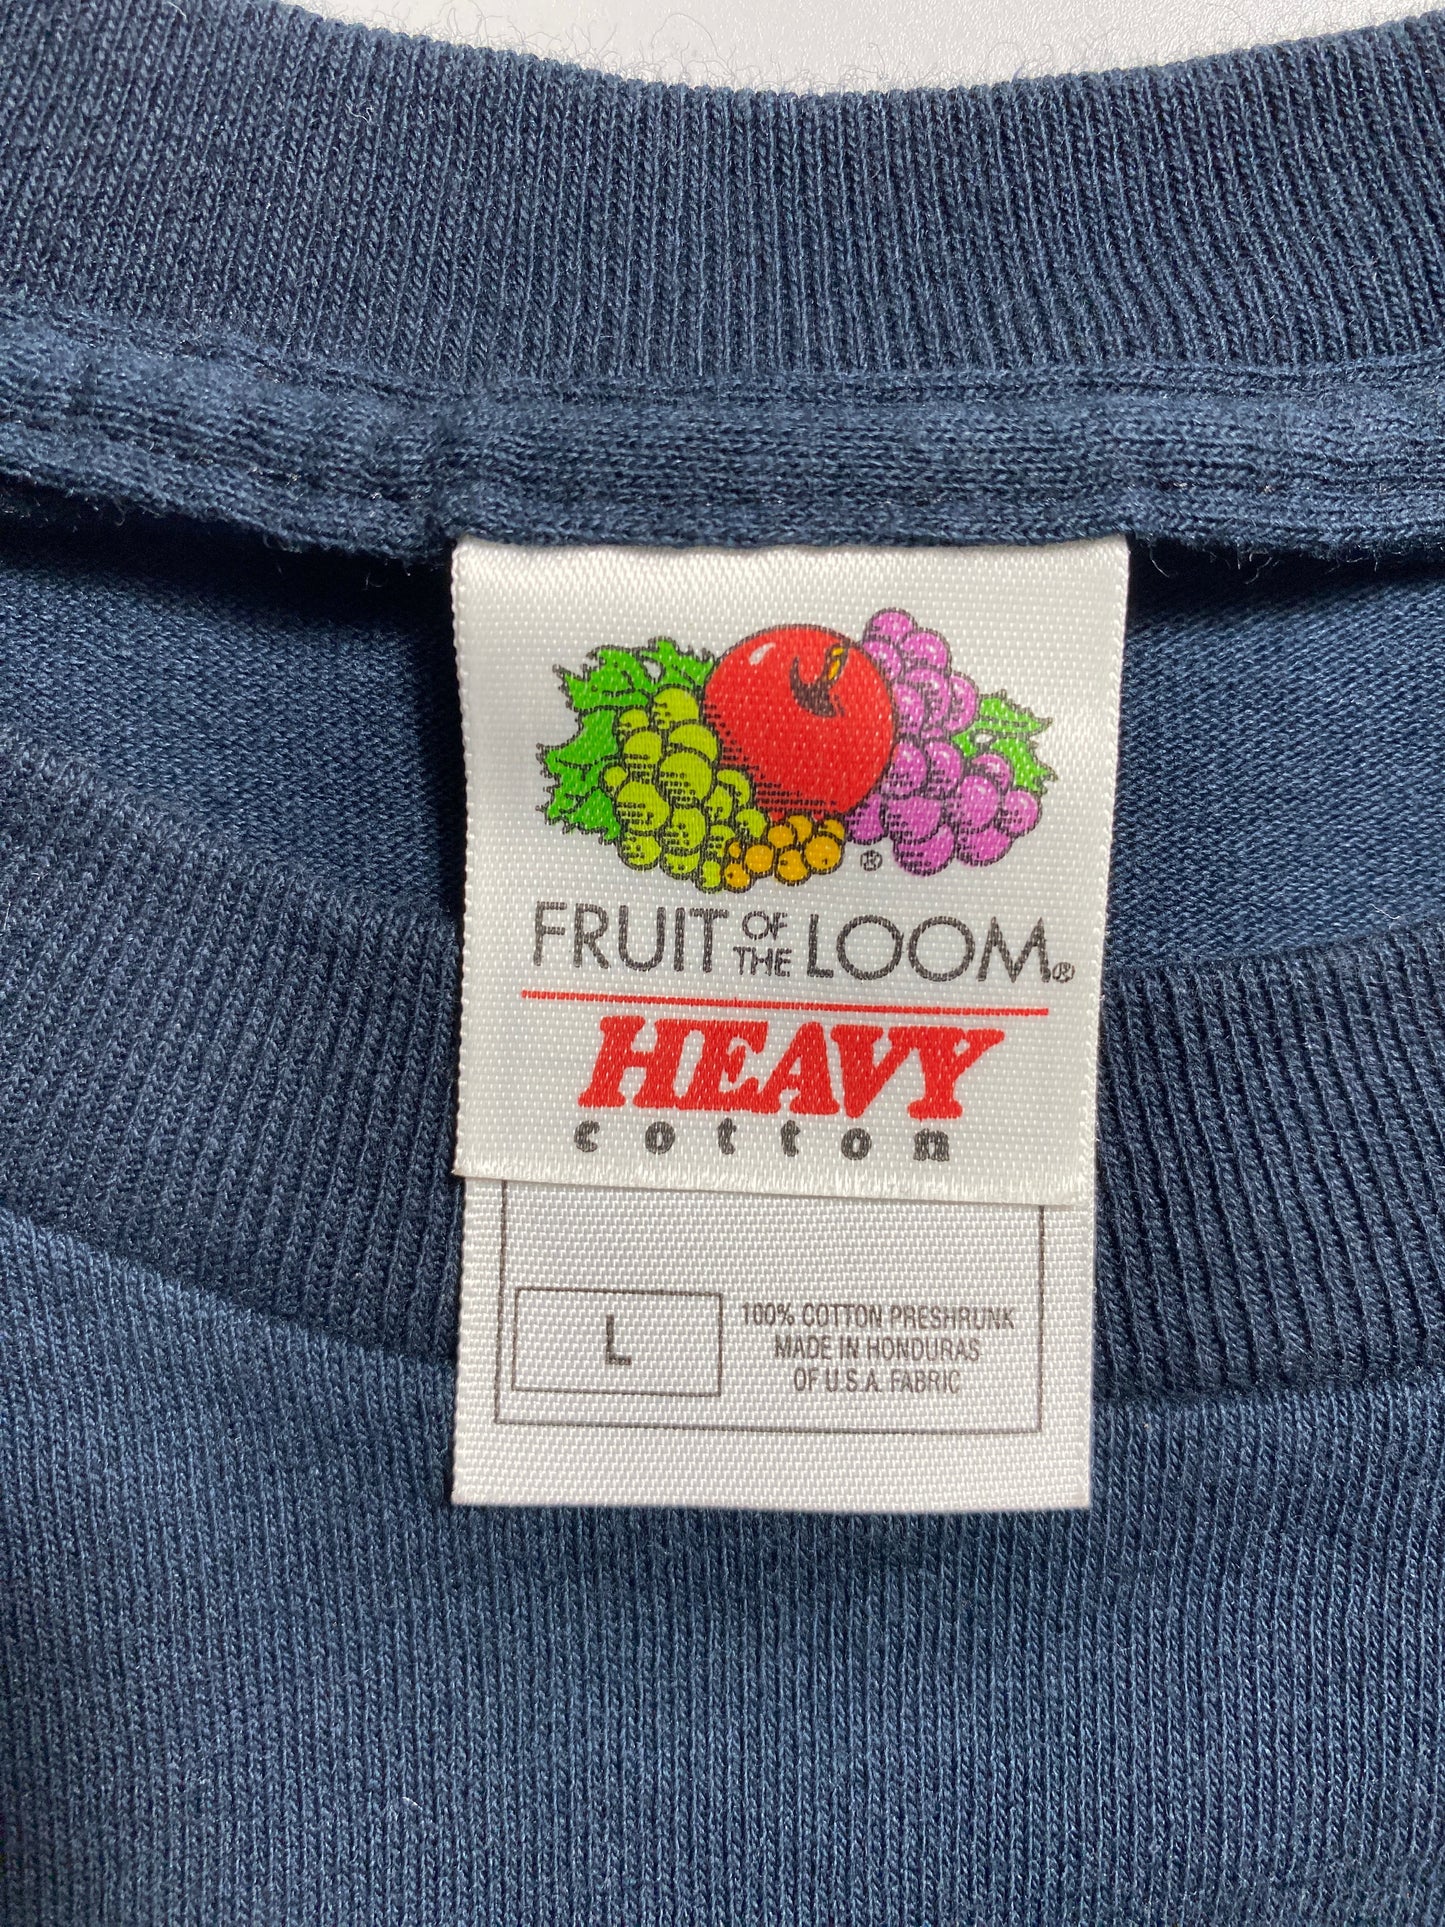 ®
FRUIT OF THE LOOM®
HEAVY
cotton
L
100% COTTON PRESHRUNK
MADE IN HONDURAS
OF U.S.A. FABRIC